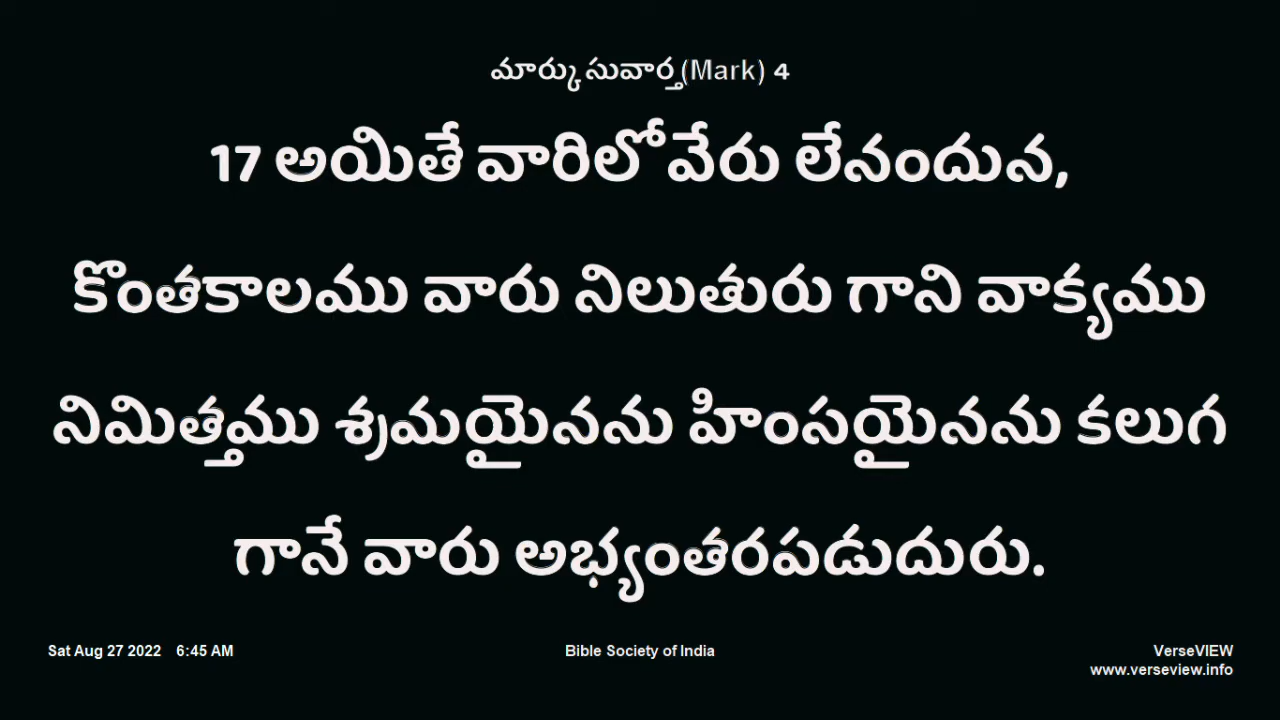 మార్కు సువార్త(Mark) 4
17 అయితే వారిలో వేరు లేనందున,
కొంతకాలము వారు నిలుతురు గాని వాక్యము
నిమిత్తము శ్రమయైనను హింసయైనను కలుగ
గానే వారు అభ్యంతరపడుదురు.
Sat Aug 27 2022 6:45 AM
Bible Society of India
VerseVIEW
www.verseview.info